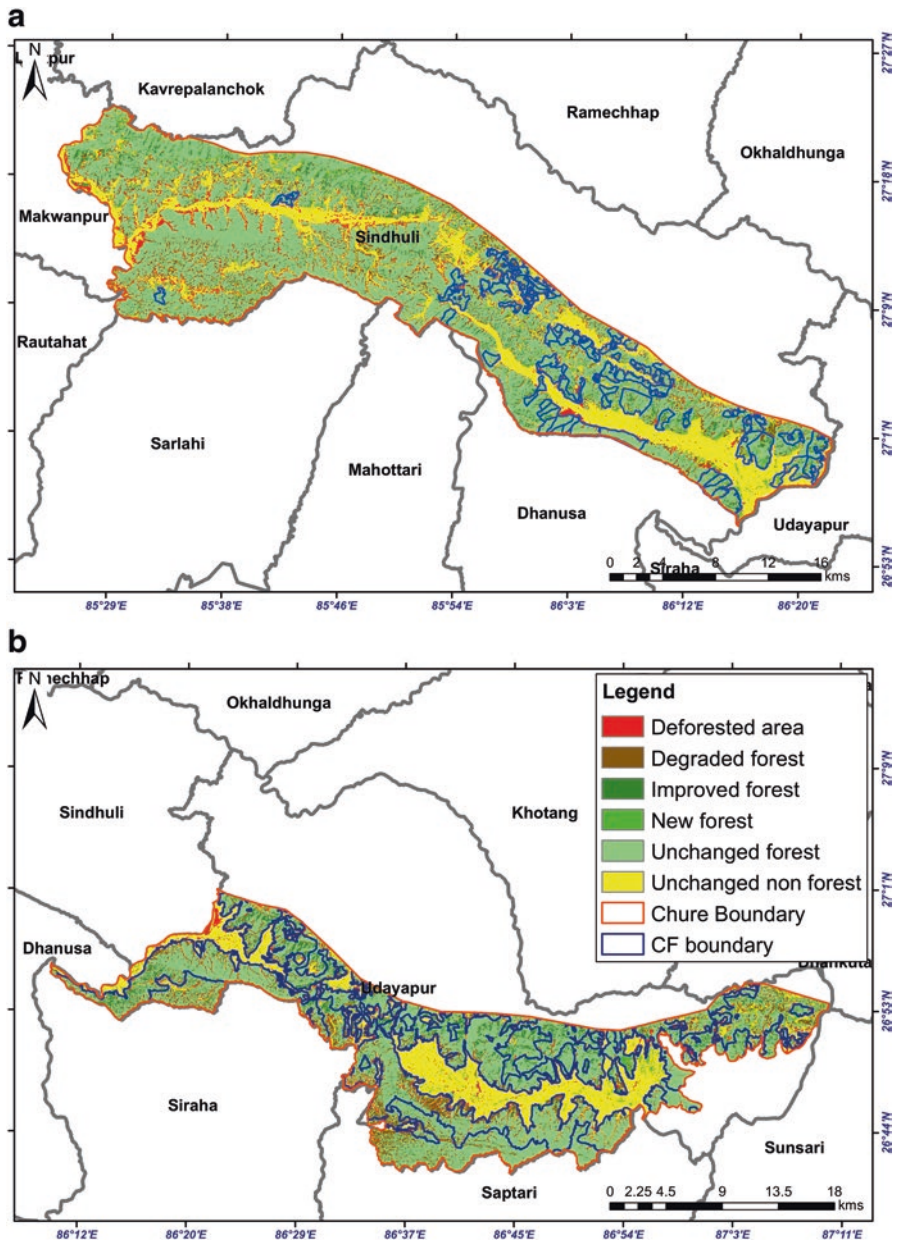 a
N
Kavrepalanchok
Ramechhap
Okhaldhunga
Makwanpur
Sindhuli
Rautahat
Sarlahi
Mahottari
Dhanusa
Udayapur
Siraha
0 2 4 8 12 16
kms
27°27'N
27°18'N
27°9'N
27°1'N
26°53'N
85°29'E 85°38'E 85°46'E 85°54'E 86°3'E 86°12'E 86°20'E
b
N
Okhaldhunga
Sindhuli
Khotang
Dhanusa
Udayapur
Siraha
Saptari
Sunsari
Legend
Deforested area
Degraded forest
Improved forest
New forest
Unchanged forest
Unchanged non forest
Chure Boundary
CF boundary
0 2.25 4.5 9 13.5 18
kms
27°9'N
27°1'N
26°53'N
26°44'N
86°12'E 86°20'E 86°29'E 86°37'E 86°45'E 86°54'E 87°3'E 87°11'E